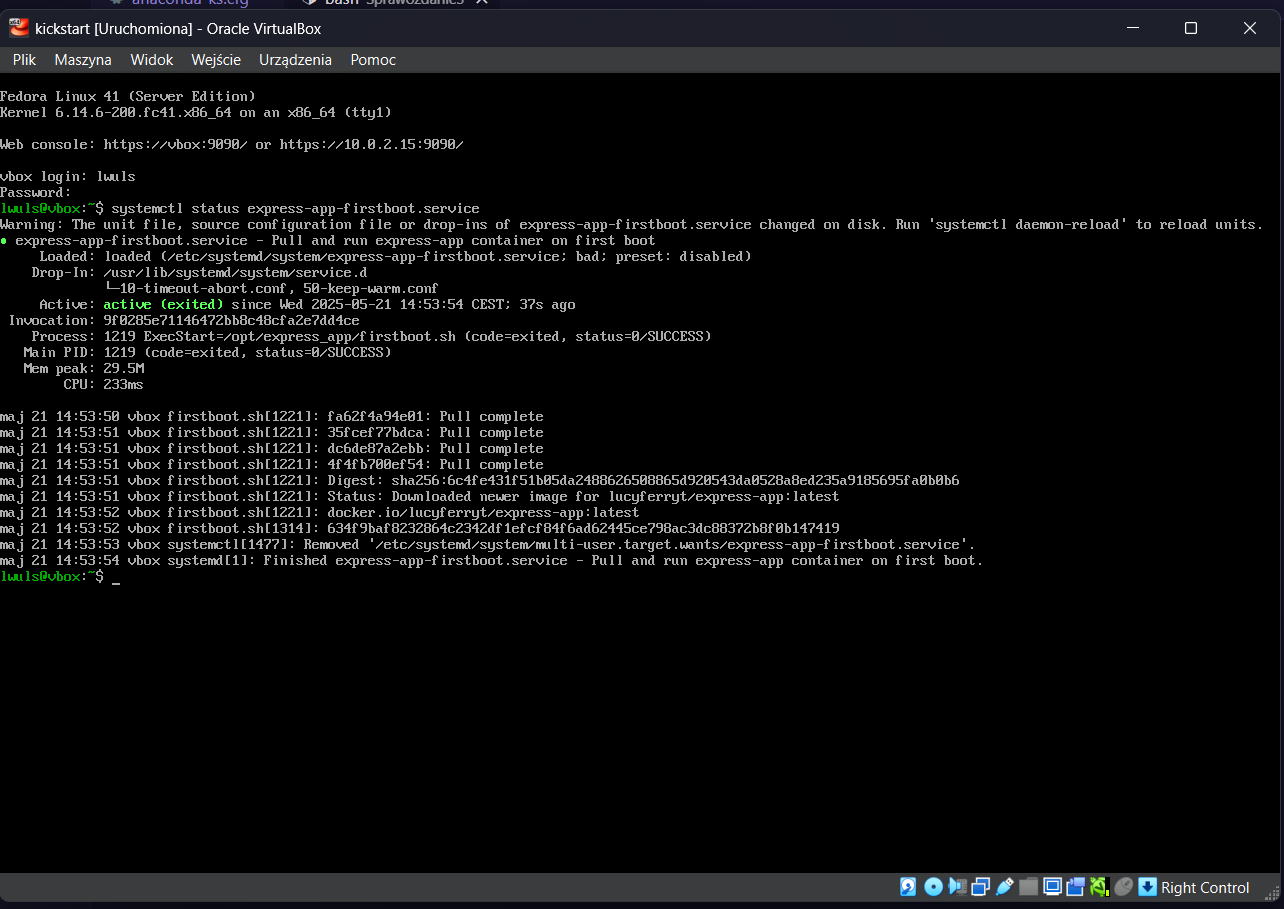 anaconda-ks.cfg bash Sprawozdanie3
kickstart [Uruchomiona] - Oracle VirtualBox
Plik Maszyna Widok Wejście Urządzenia Pomoc
Fedora Linux 41 (Server Edition)
Kernel 6.14.6-200.fc41.x86_64 on an x86_64 (tty1)
Web console: https://vbox:9090/ or https://10.0.2.15:9090/
vbox login: lwuls
Password:
lwuls@vbox:~$ systemctl status express-app-firstboot.service
Warning: The unit file, source configuration file or drop-ins of express-app-firstboot.service changed on disk. Run 'systemctl daemon-reload' to reload units.
● express-app-firstboot.service - Pull and run express-app container on first boot
Loaded: loaded (/etc/systemd/system/express-app-firstboot.service; bad; preset: disabled)
Drop-In: /usr/lib/systemd/system/service.d
└─10-timeout-abort.conf, 50-keep-warm.conf
Active: active (exited) since Wed 2025-05-21 14:53:54 CEST; 37s ago
Invocation: 9f0285e71146472bb8c48cfa2e7dd4ce
Process: 1219 ExecStart=/opt/express_app/firstboot.sh (code=exited, status=0/SUCCESS)
Main PID: 1219 (code=exited, status=0/SUCCESS)
Mem peak: 29.5M
CPU: 233ms
maj 21 14:53:50 vbox firstboot.sh[1221]: fa62f4a94e01: Pull complete
maj 21 14:53:51 vbox firstboot.sh[1221]: 35fcef77bdca: Pull complete
maj 21 14:53:51 vbox firstboot.sh[1221]: dc6de87a2ebb: Pull complete
maj 21 14:53:51 vbox firstboot.sh[1221]: 4f4fb700ef54: Pull complete
maj 21 14:53:51 vbox firstboot.sh[1221]: Digest: sha256:6c4fe431f51b05da2488626508865d920543da0528a8ed235a9185695fa0b0b6
maj 21 14:53:51 vbox firstboot.sh[1221]: Status: Downloaded newer image for lucyferryt/express-app:latest
maj 21 14:53:52 vbox firstboot.sh[1221]: docker.io/lucyferryt/express-app:latest
maj 21 14:53:52 vbox firstboot.sh[1314]: 634f9baf8232864c2342df1efcf84f6ad62445ce798ac3dc88372b8f0b147419
maj 21 14:53:53 vbox systemctl[1477]: Removed '/etc/systemd/system/multi-user.target.wants/express-app-firstboot.service'.
maj 21 14:53:54 vbox systemd[1]: Finished express-app-firstboot.service - Pull and run express-app container on first boot.
lwuls@vbox:~$ _
Right Control